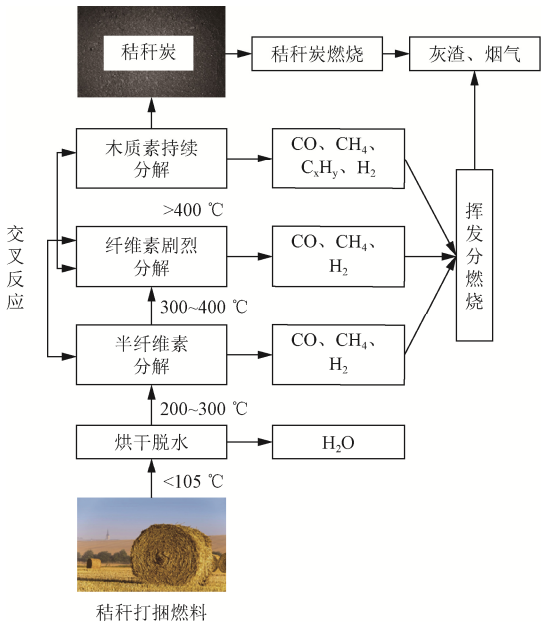 秸秆炭
秸秆炭燃烧
灰渣、烟气
木质素持续
分解
CO、CH₄、
CₓHᵧ、H₂
>400 ℃
交叉反应
纤维素剧烈
分解
CO、CH₄、
H₂
挥发分燃烧
300~400 ℃
半纤维素
分解
CO、CH₄、
H₂
200~300 ℃
烘干脱水
H₂O
<105 ℃
秸秆打捆燃料